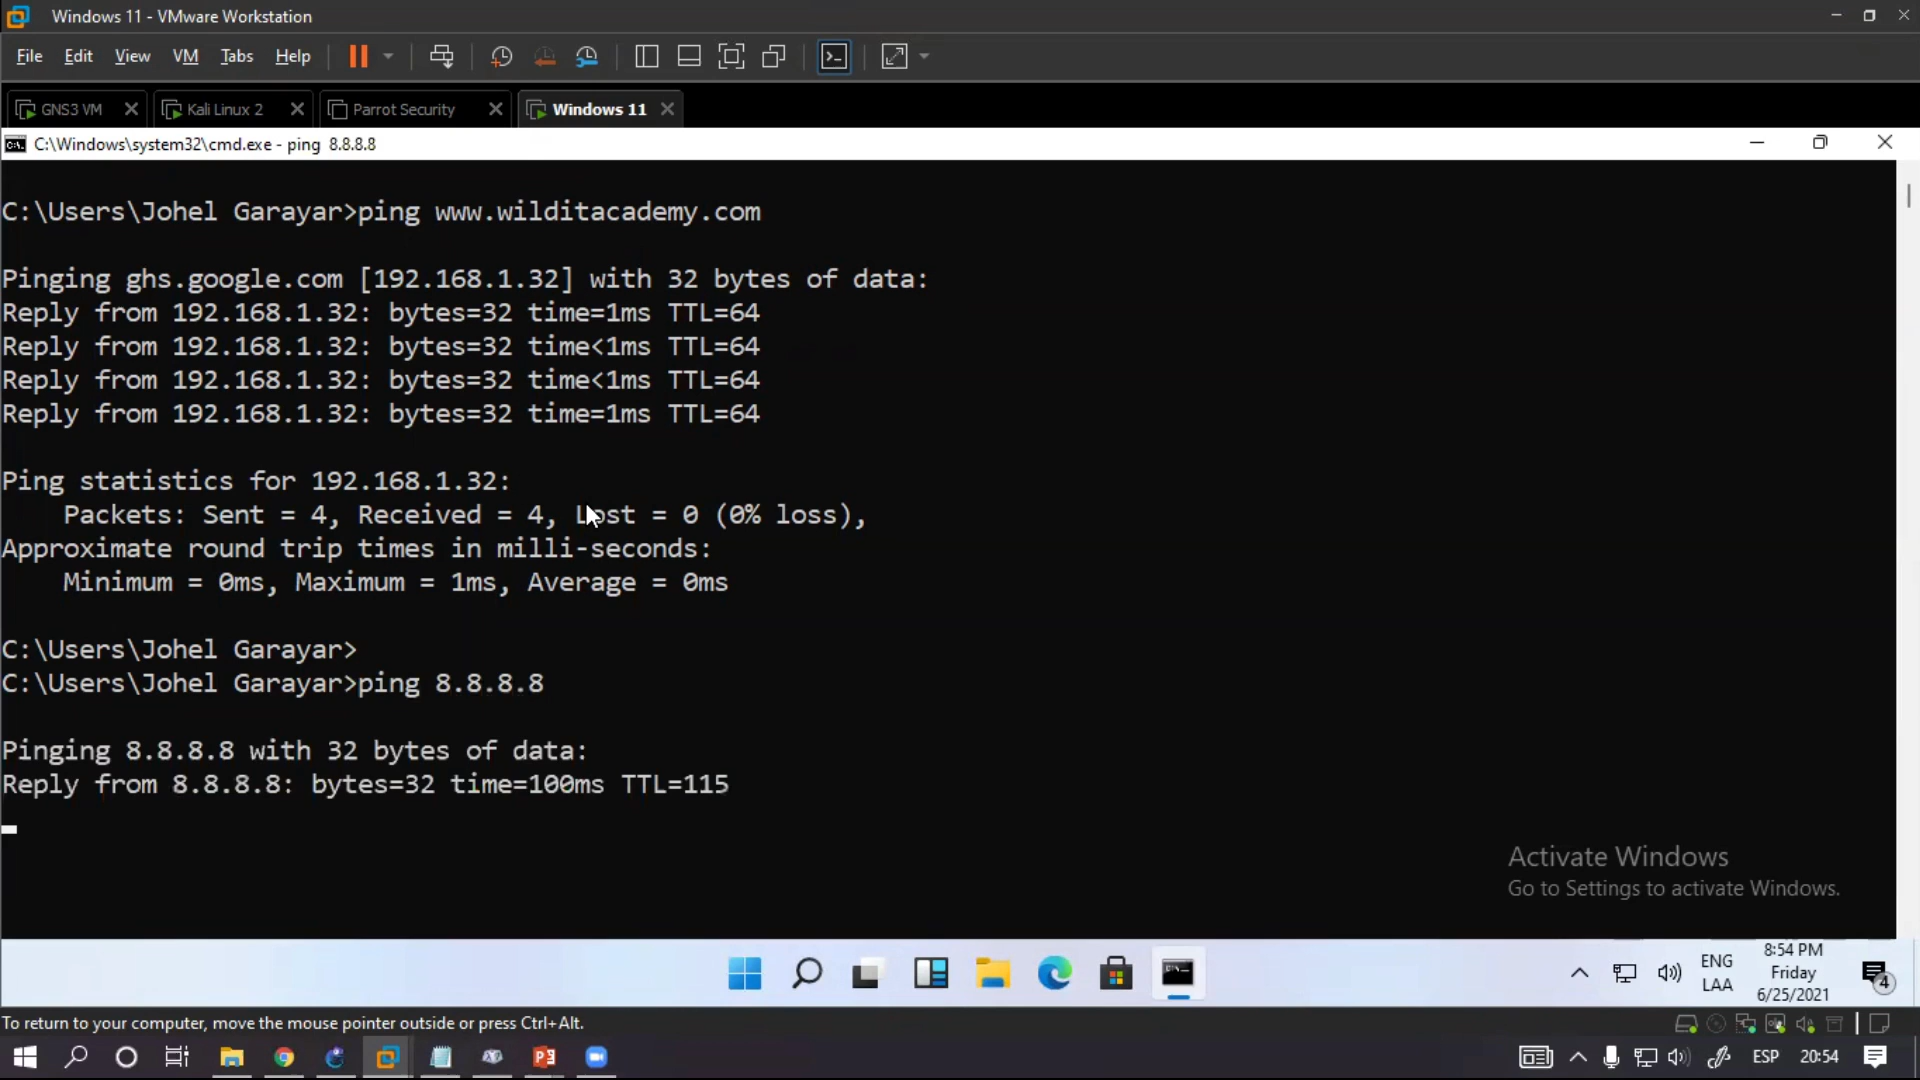 Windows 11 - VMware Workstation
File Edit View VM Tabs Help
GNS3 VM Kali Linux 2 Parrot Security Windows 11
C:\Windows\system32\cmd.exe - ping 8.8.8.8
C:\Users\Johel Garayar>ping www.wilditacademy.com
Pinging ghs.google.com [192.168.1.32] with 32 bytes of data:
Reply from 192.168.1.32: bytes=32 time=1ms TTL=64
Reply from 192.168.1.32: bytes=32 time<1ms TTL=64
Reply from 192.168.1.32: bytes=32 time<1ms TTL=64
Reply from 192.168.1.32: bytes=32 time=1ms TTL=64
Ping statistics for 192.168.1.32:
Packets: Sent = 4, Received = 4, Lost = 0 (0% loss),
Approximate round trip times in milli-seconds:
Minimum = 0ms, Maximum = 1ms, Average = 0ms
C:\Users\Johel Garayar>
C:\Users\Johel Garayar>ping 8.8.8.8
Pinging 8.8.8.8 with 32 bytes of data:
Reply from 8.8.8.8: bytes=32 time=100ms TTL=115
Activate Windows
Go to Settings to activate Windows.
ENG
LAA
8:54 PM
Friday
6/25/2021
4
To return to your computer, move the mouse pointer outside or press Ctrl+Alt.
ESP 20:54